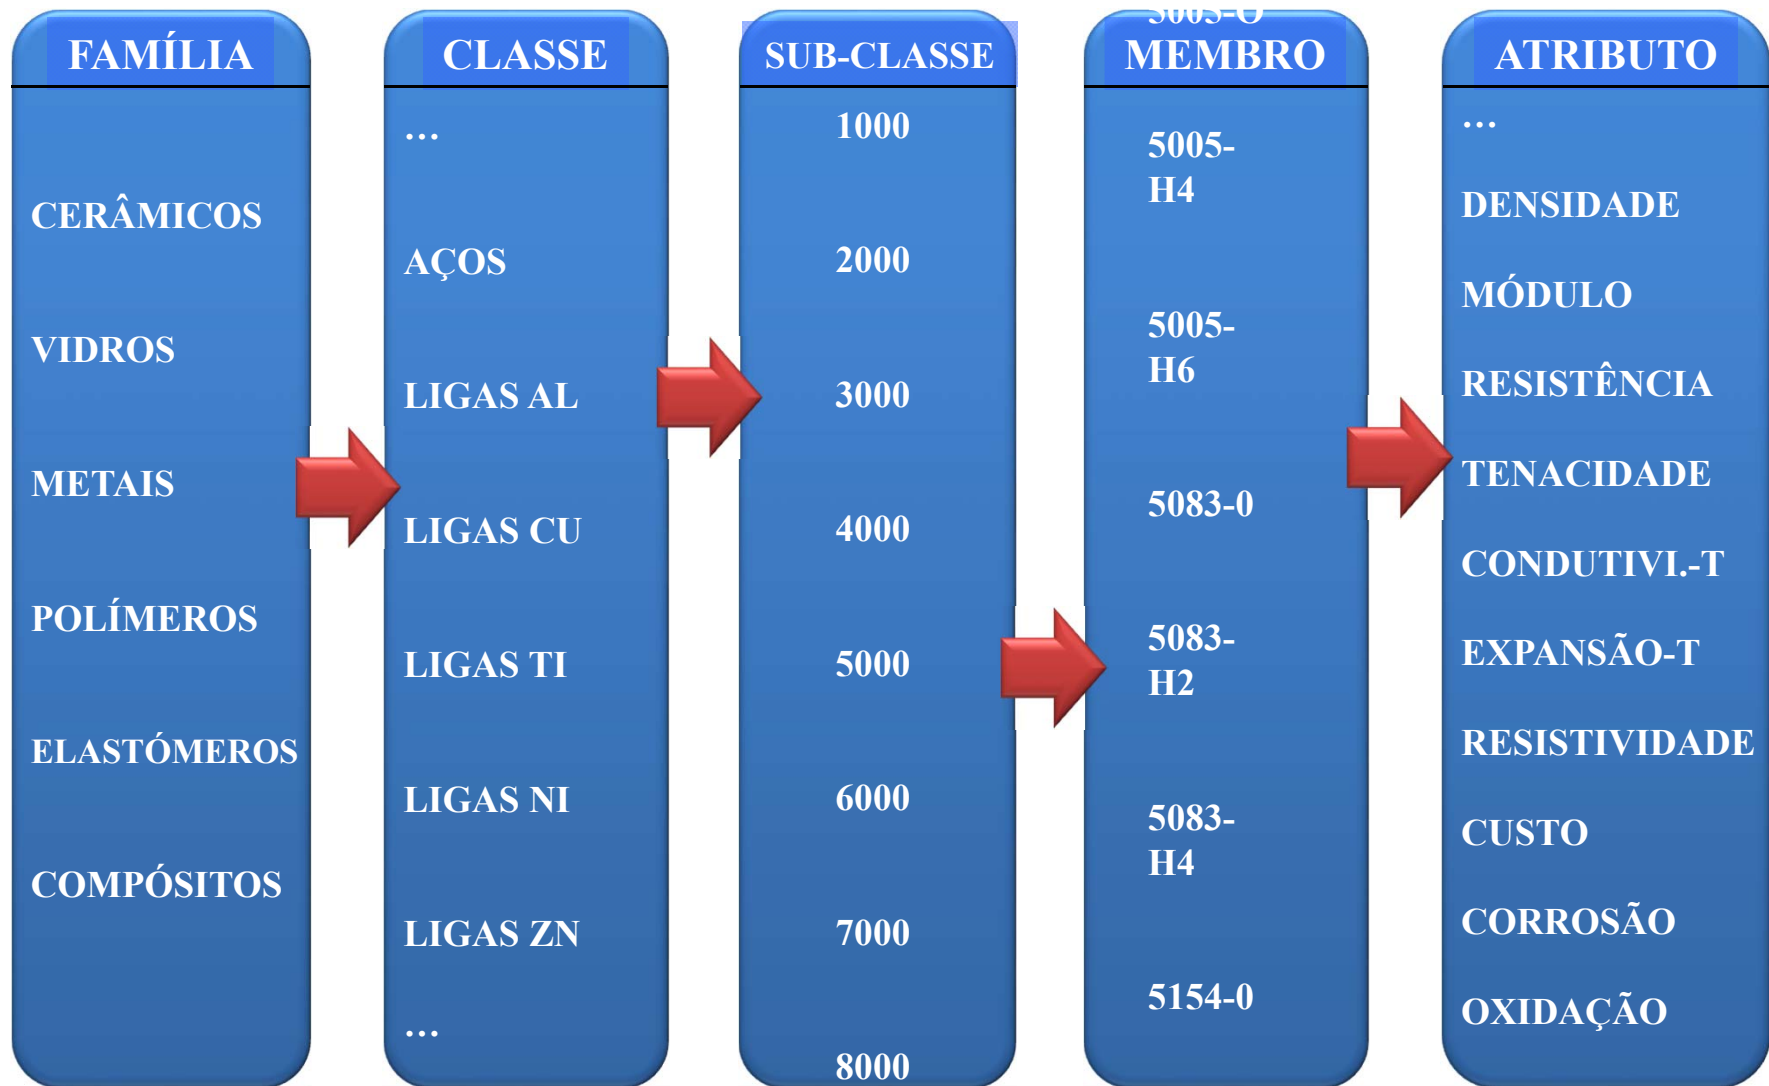 FAMÍLIA
CERÂMICOS
VIDROS
METAIS
POLÍMEROS
ELASTÓMEROS
COMPÓSITOS
CLASSE
...
AÇOS
LIGAS AL
LIGAS CU
LIGAS TI
LIGAS NI
LIGAS ZN
...
SUB-CLASSE
1000
2000
3000
4000
5000
6000
7000
8000
5005-O
MEMBRO
5005-
H4
5005-
H6
5083-0
5083-
H2
5083-
H4
5154-0
ATRIBUTO
...
DENSIDADE
MÓDULO
RESISTÊNCIA
TENACIDADE
CONDUTIVI.-T
EXPANSÃO-T
RESISTIVIDADE
CUSTO
CORROSÃO
OXIDAÇÃO